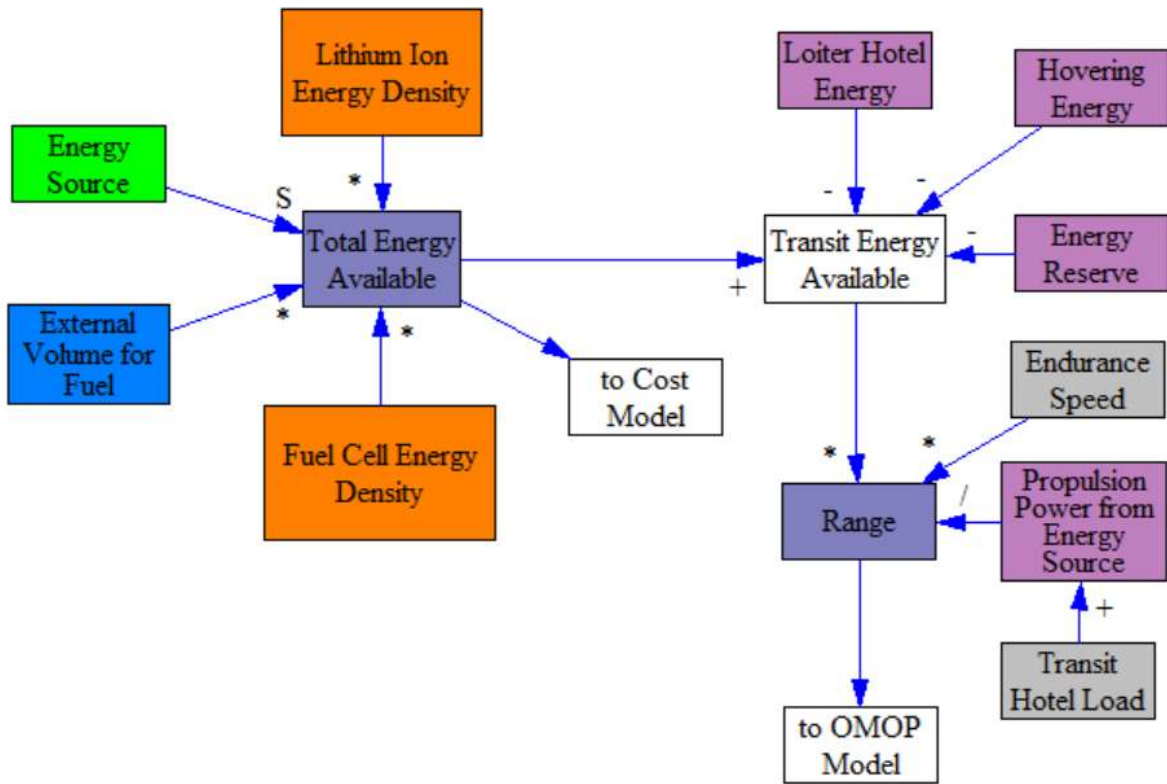 Lithium Ion
Energy Density
Loiter Hotel
Energy
Hovering
Energy
Energy
Source
S
*
-
-
Total Energy
Available
Transit Energy
Available
-
Energy
Reserve
+
*
*
External
Volume for
Fuel
to Cost
Model
Endurance
Speed
Fuel Cell Energy
Density
*
*
Range
/
Propulsion
Power from
Energy
Source
+
Transit
Hotel Load
to OMOP
Model